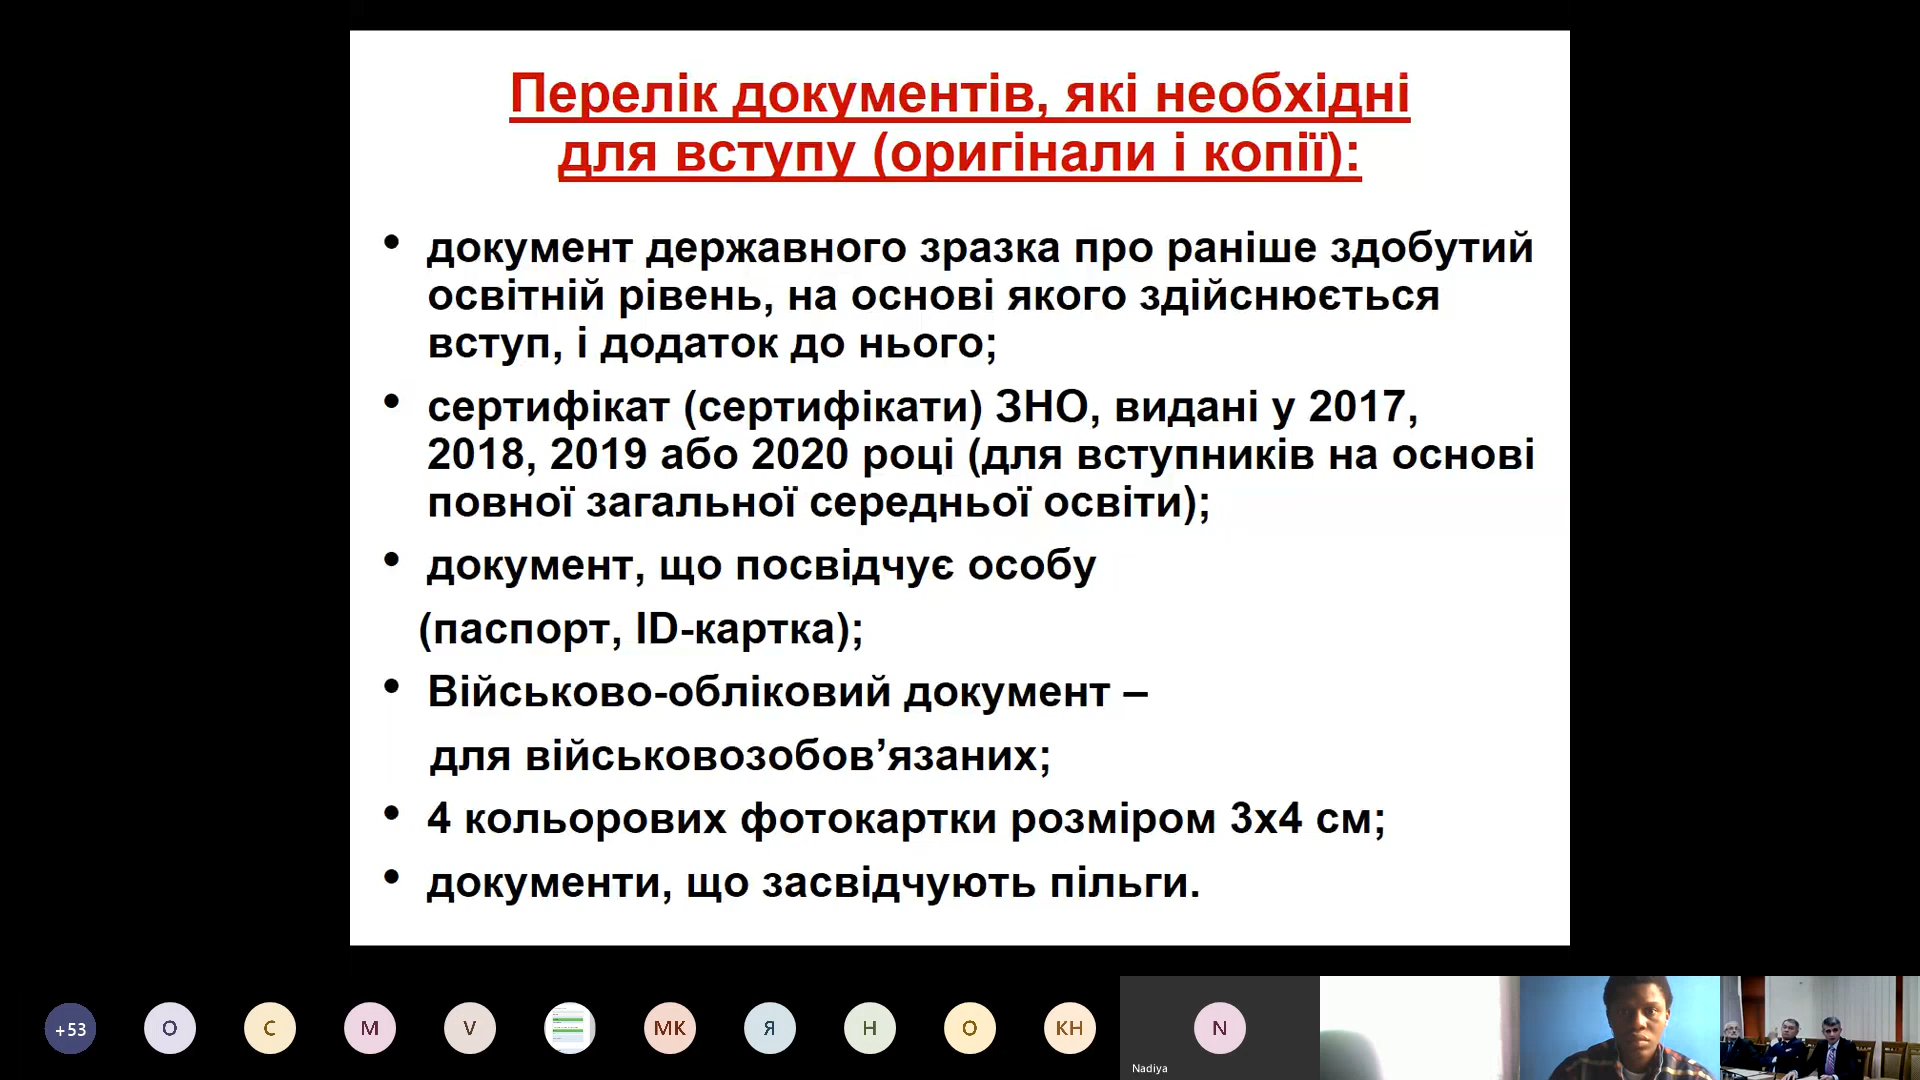 Перелік документів, які необхідні
для вступу (оригінали і копії):
• документ державного зразка про раніше здобутий
освітній рівень, на основі якого здійснюється
вступ, і додаток до нього;
• сертифікат (сертифікати) ЗНО, видані у 2017,
2018, 2019 або 2020 році (для вступників на основі
повної загальної середньої освіти);
• документ, що посвідчує особу
(паспорт, ID-картка);
• Військово-обліковий документ –
для військовозобов’язаних;
• 4 кольорових фотокартки розміром 3х4 см;
• документи, що засвідчують пільги.
+53 О С М V МК Я Н О КН N
Nadiya